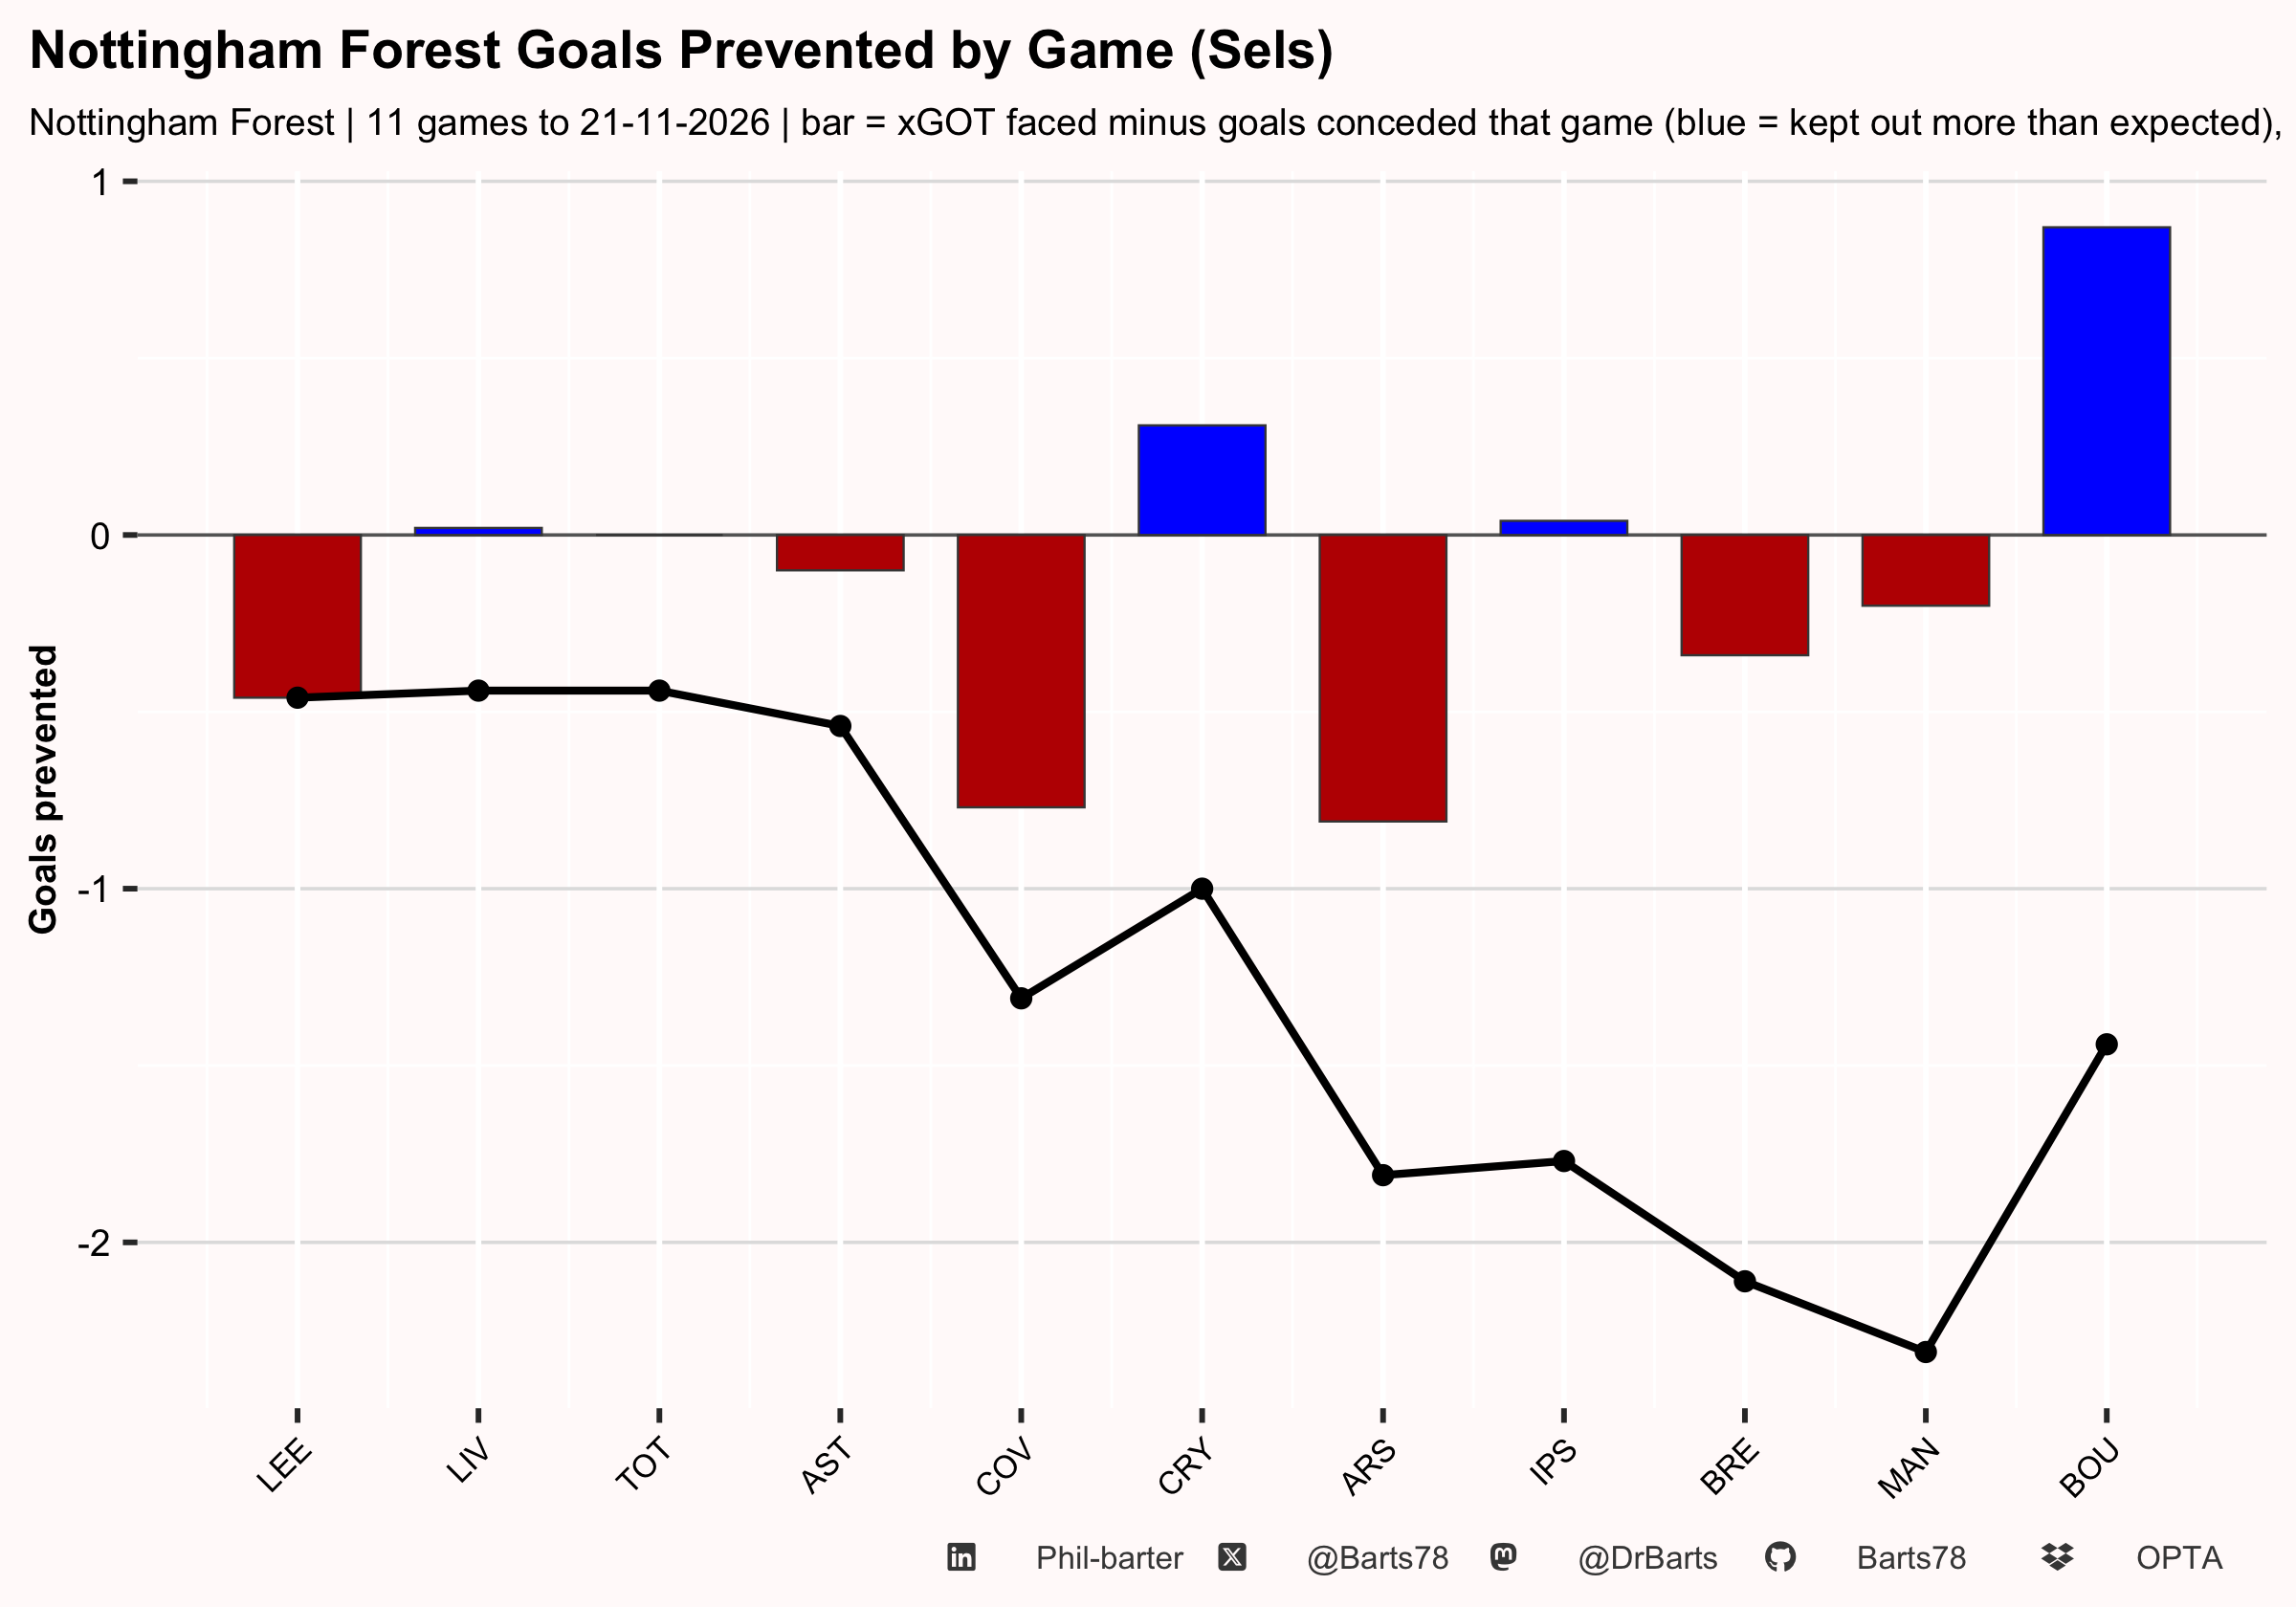 Nottingham Forest Goals Prevented by Game (Sels)
Nottingham Forest | 11 games to 21-11-2026 | bar = xGOT faced minus goals conceded that game (blue = kept out more than expected),
Goals prevented
1
0
-1
-2
LEE
LIV
TOT
AST
COV
CRY
ARS
IPS
BRE
MAN
BOU
Phil-barter @Barts78 @DrBarts Barts78 OPTA